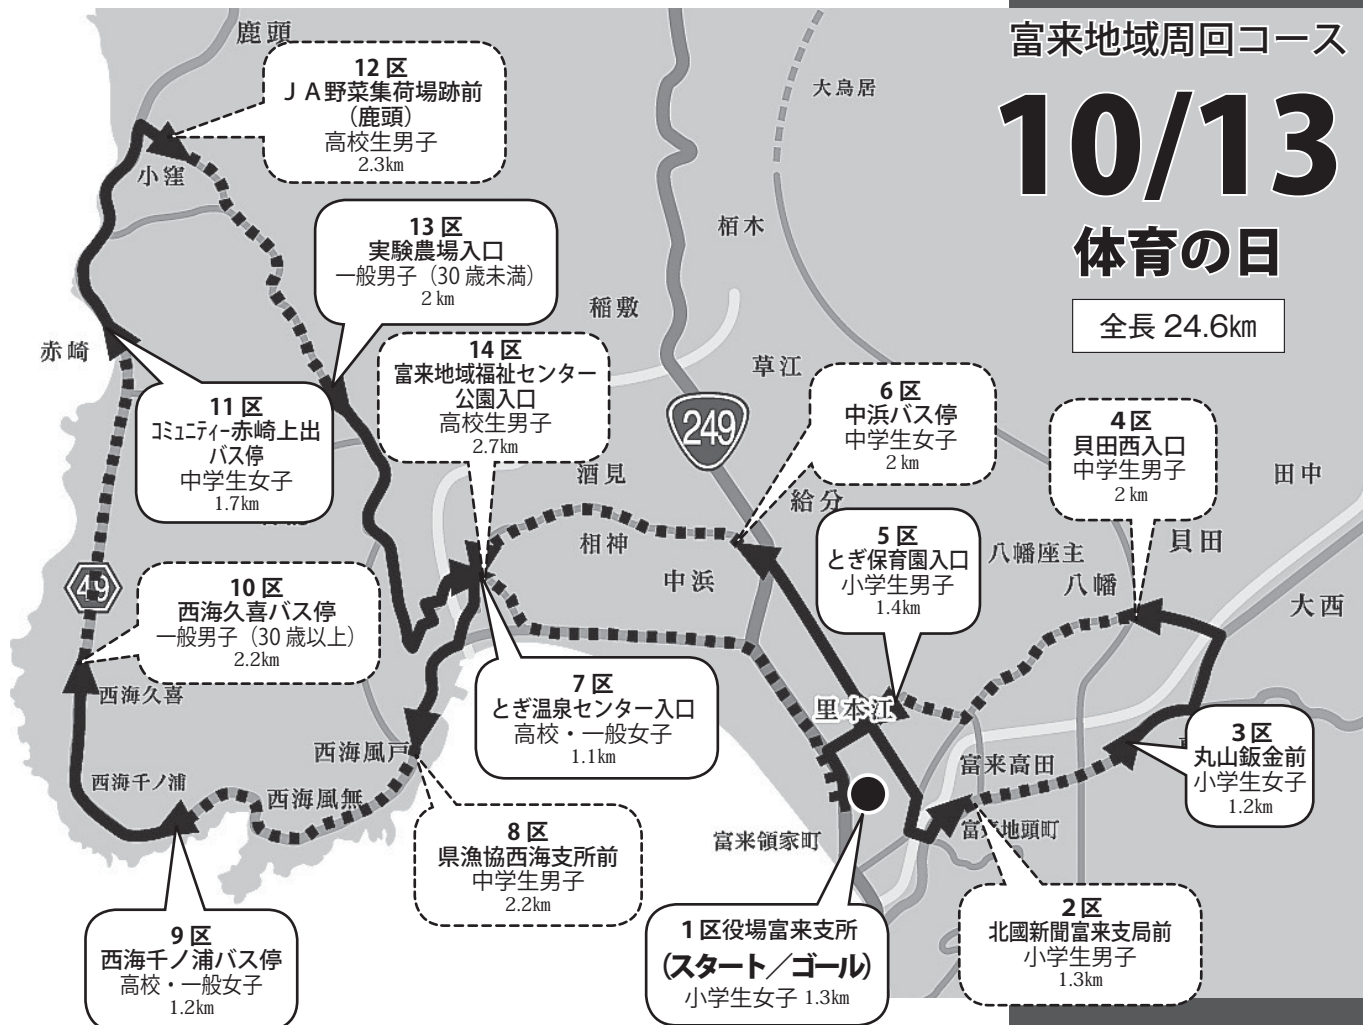 富来地域周回コース
10/13
体育の日
全長 24.6km
鹿頭
12 区
ＪＡ野菜集荷場跡前
（鹿頭）
高校生男子
2.3km
小窪
13 区
実験農場入口
一般男子（30 歳未満）
2 km
大鳥居
栢木
稲敷
草江
赤崎
14 区
富来地域福祉センター
公園入口
高校生男子
2.7km
11 区
ｺﾐｭﾆﾃｨｰ赤崎上出
バス停
中学生女子
1.7km
249
6 区
中浜バス停
中学生女子
2 km
4 区
貝田西入口
中学生男子
2 km
田中
酒見
給分
相神
中浜
5 区
とぎ保育園入口
小学生男子
1.4km
八幡座主
貝田
八幡
大西
49
10 区
西海久喜バス停
一般男子（30 歳以上）
2.2km
西海久喜
7 区
とぎ温泉センター入口
高校・一般女子
1.1km
里本江
3 区
丸山鈑金前
小学生女子
1.2km
西海風戸
富来高田
西海千ノ浦
西海風無
富来領家町
富来地頭町
8 区
県漁協西海支所前
中学生男子
2.2km
9 区
西海千ノ浦バス停
高校・一般女子
1.2km
1 区役場富来支所
（スタート／ゴール）
小学生女子 1.3km
2 区
北國新聞富来支局前
小学生男子
1.3km